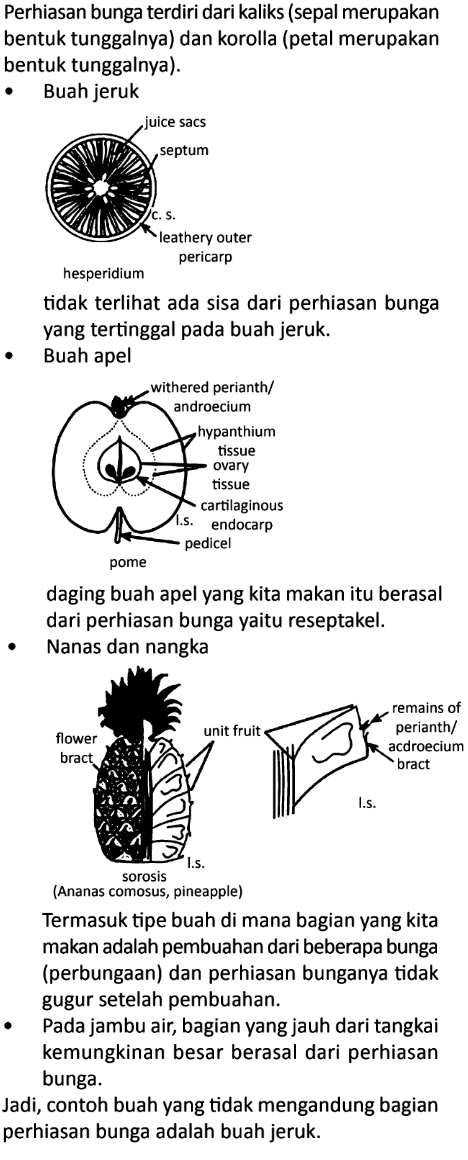 Perhiasan bunga terdiri dari kaliks (sepal merupakan
bentuk tunggalnya) dan korolla (petal merupakan
bentuk tunggalnya).
• Buah jeruk
juice sacs
septum
c. s.
leathery outer
pericarp
hesperidium
tidak terlihat ada sisa dari perhiasan bunga
yang tertinggal pada buah jeruk.
• Buah apel
withered perianth/
androecium
hypanthium
tissue
ovary
tissue
cartilaginous
endocarp
l.s.
pedicel
pome
daging buah apel yang kita makan itu berasal
dari perhiasan bunga yaitu reseptakel.
• Nanas dan nangka
flower
bract
unit fruit
remains of
perianth/
acdroecium
bract
l.s.
l.s.
sorosis
(Ananas comosus, pineapple)
Termasuk tipe buah di mana bagian yang kita
makan adalah pembuahan dari beberapa bunga
(perbungaan) dan perhiasan bunganya tidak
gugur setelah pembuahan.
• Pada jambu air, bagian yang jauh dari tangkai
kemungkinan besar berasal dari perhiasan
bunga.
Jadi, contoh buah yang tidak mengandung bagian
perhiasan bunga adalah buah jeruk.